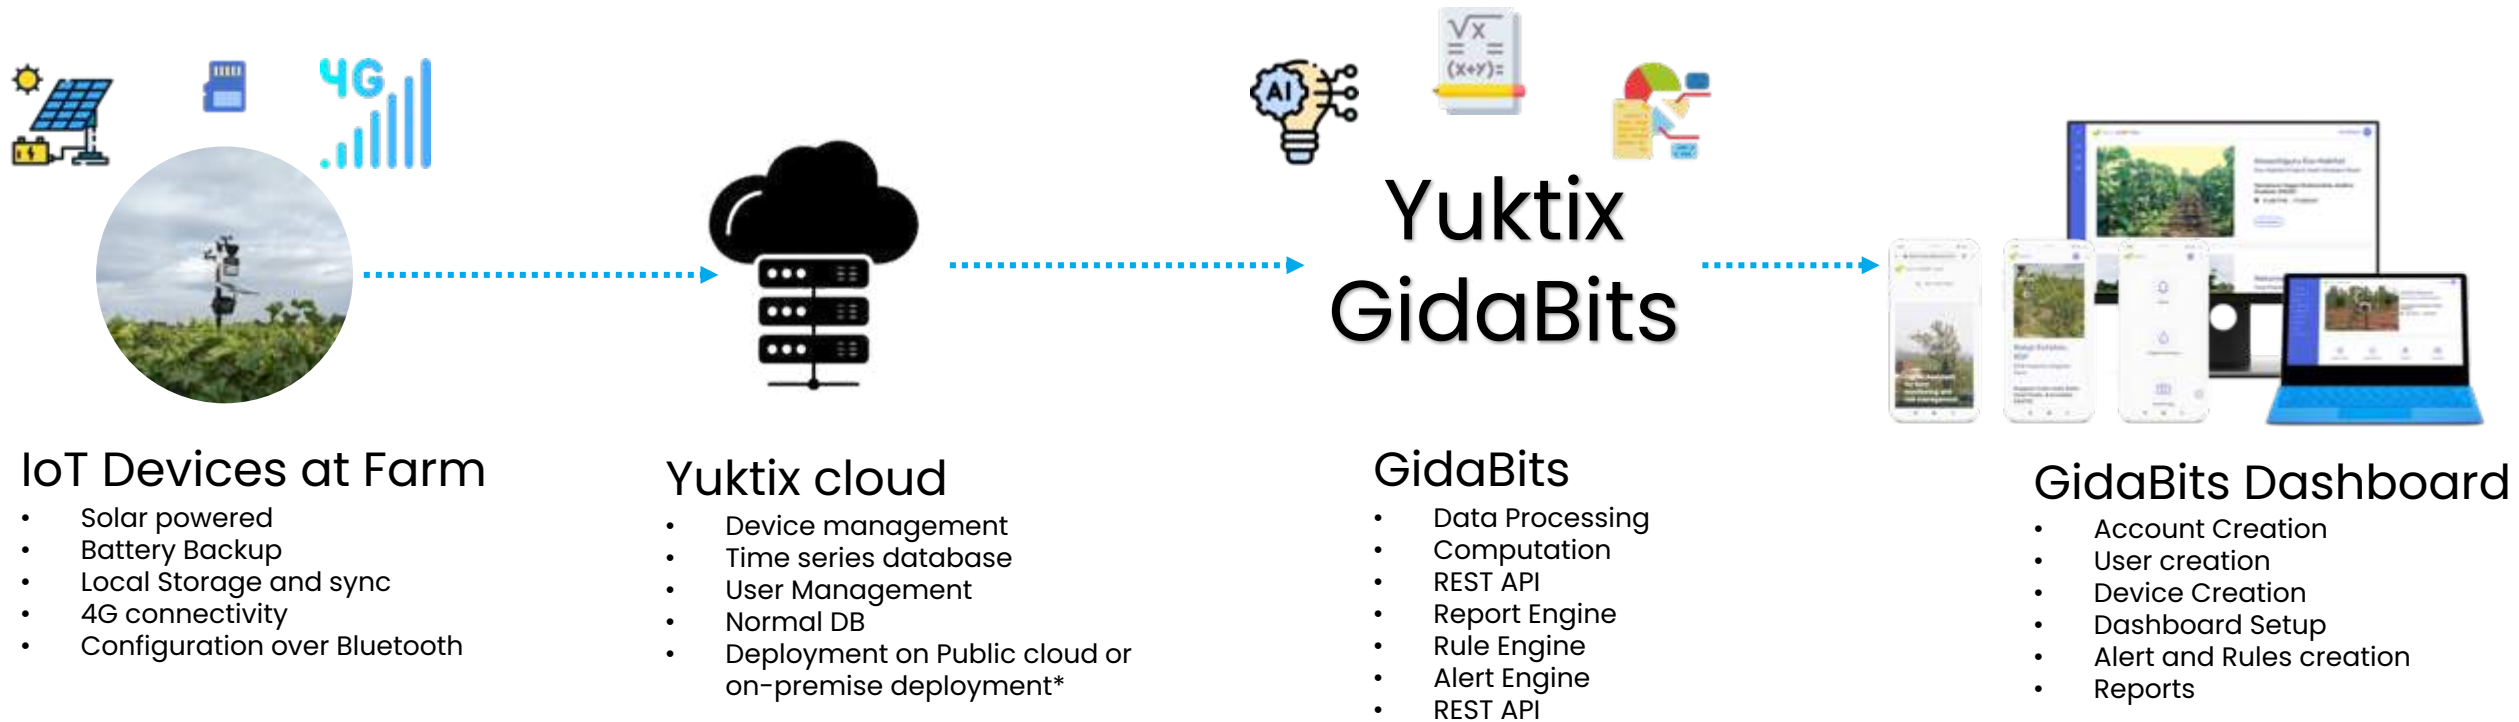 4G
AI
√x
= =
(x+y)=
Yuktix
GidaBits
IoT Devices at Farm
• Solar powered
• Battery Backup
• Local Storage and sync
• 4G connectivity
• Configuration over Bluetooth
Yuktix cloud
• Device management
• Time series database
• User Management
• Normal DB
• Deployment on Public cloud or
on-premise deployment*
GidaBits
• Data Processing
• Computation
• REST API
• Report Engine
• Rule Engine
• Alert Engine
• REST API
GidaBits Dashboard
• Account Creation
• User creation
• Device Creation
• Dashboard Setup
• Alert and Rules creation
• Reports